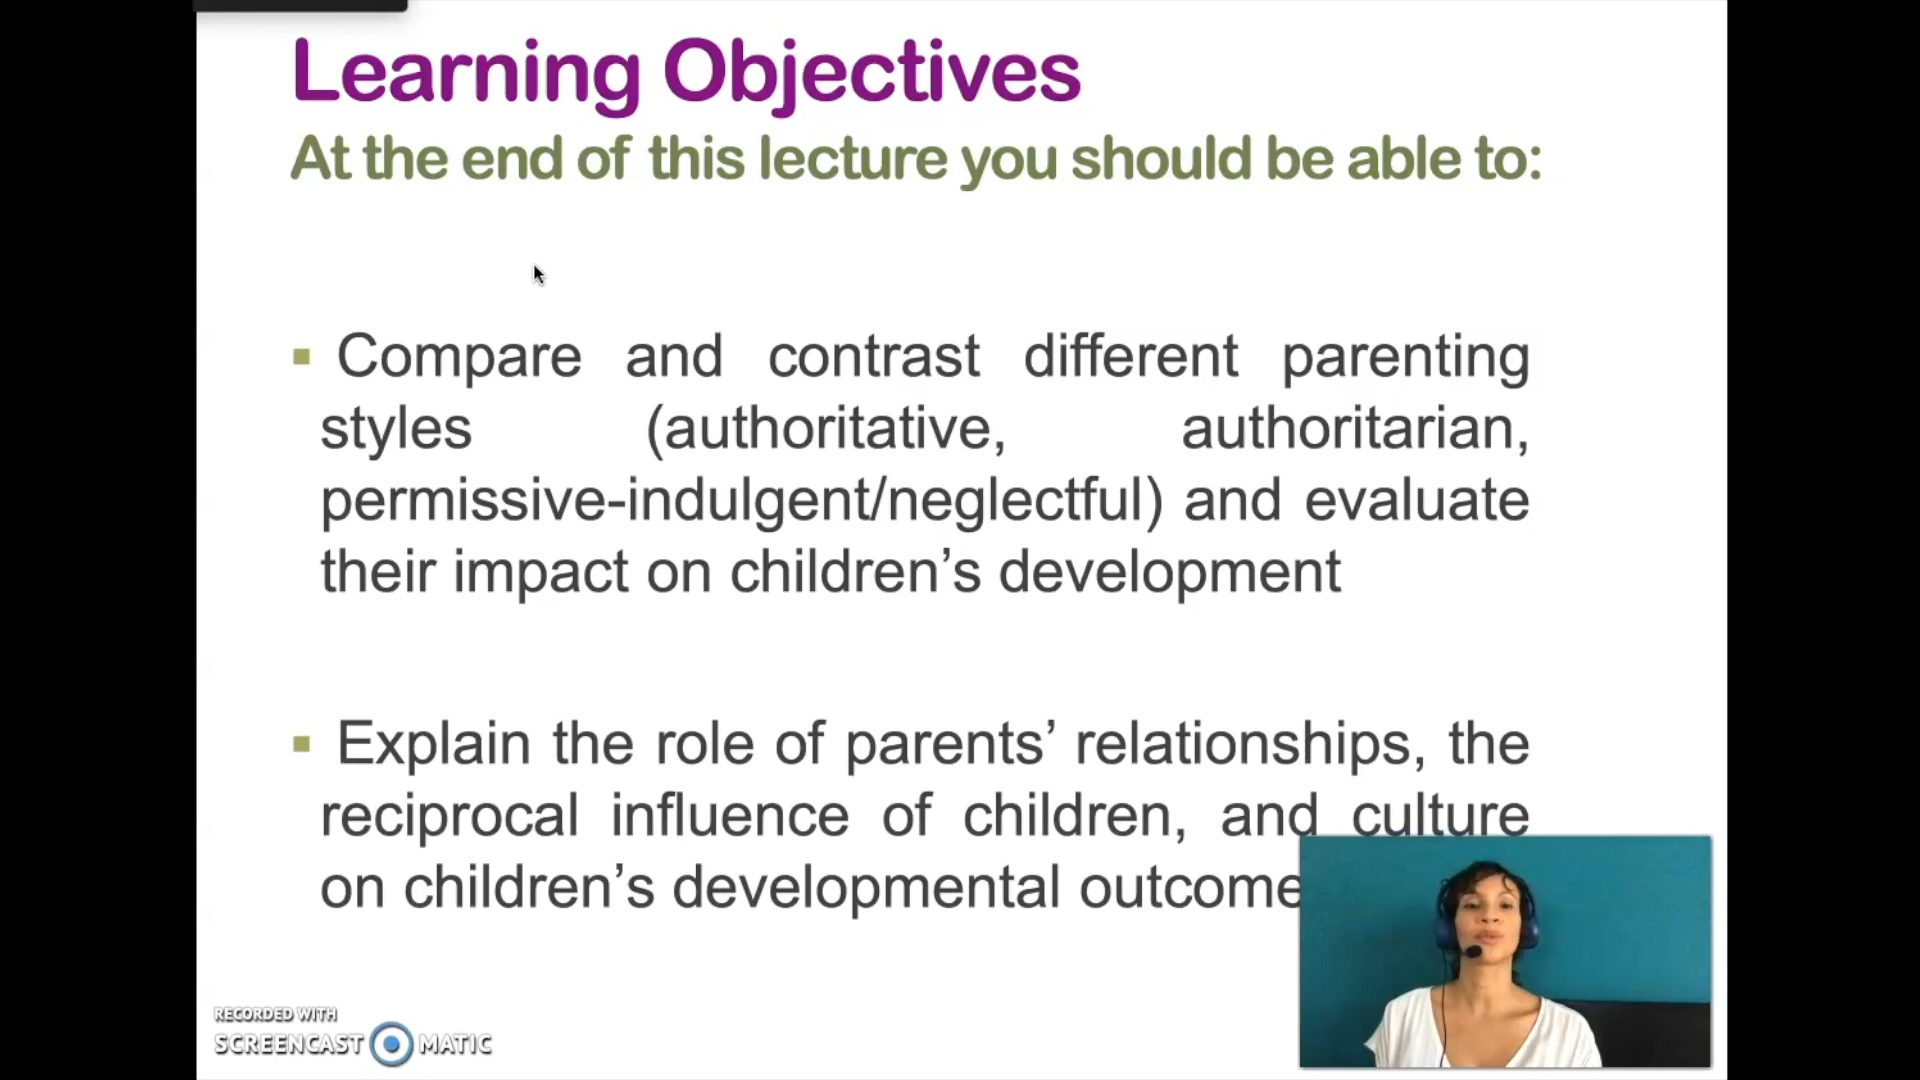 Learning Objectives
At the end of this lecture you should be able to:
Compare and contrast different parenting
styles (authoritative, authoritarian,
permissive-indulgent/neglectful) and evaluate
their impact on children’s development
Explain the role of parents’ relationships, the
reciprocal influence of children, and culture
on children’s developmental outcome
RECORDED WITH
SCREENCAST MATIC